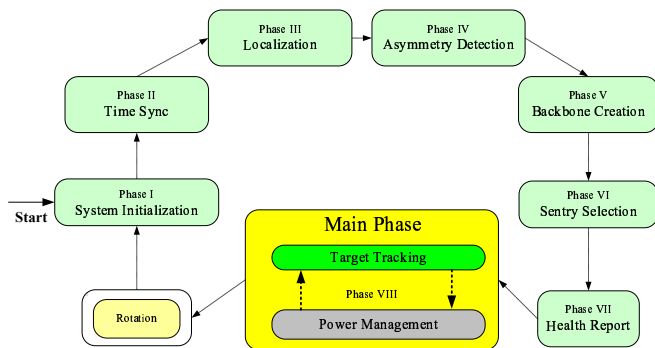 Phase III
Localization
Phase IV
Asymmetry Detection
Phase II
Time Sync
Phase V
Backbone Creation
Phase I
System Initialization
Start
Phase VI
Sentry Selection
Main Phase
Target Tracking
Phase VIII
Power Management
Rotation
Phase VII
Health Report